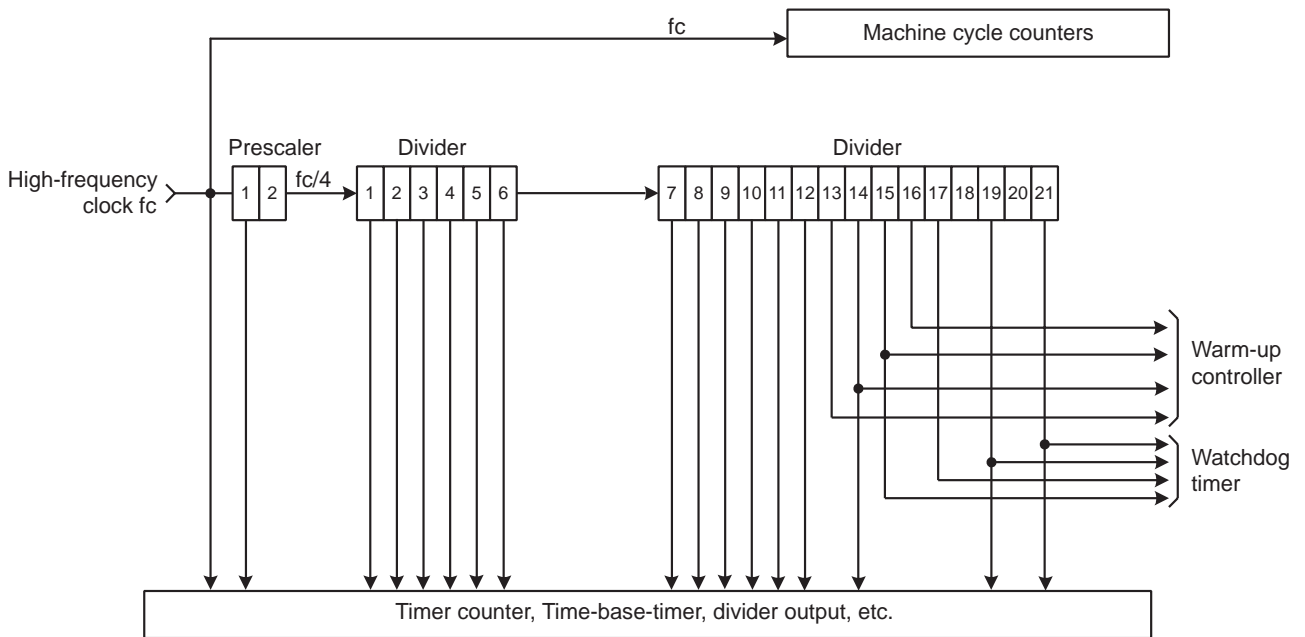 fc
Machine cycle counters
Prescaler
Divider
Divider
High-frequency
clock fc
1 2
fc/4
1 2 3 4 5 6
7 8 9 10 11 12 13 14 15 16 17 18 19 20 21
Warm-up
controller
Watchdog
timer
Timer counter, Time-base-timer, divider output, etc.